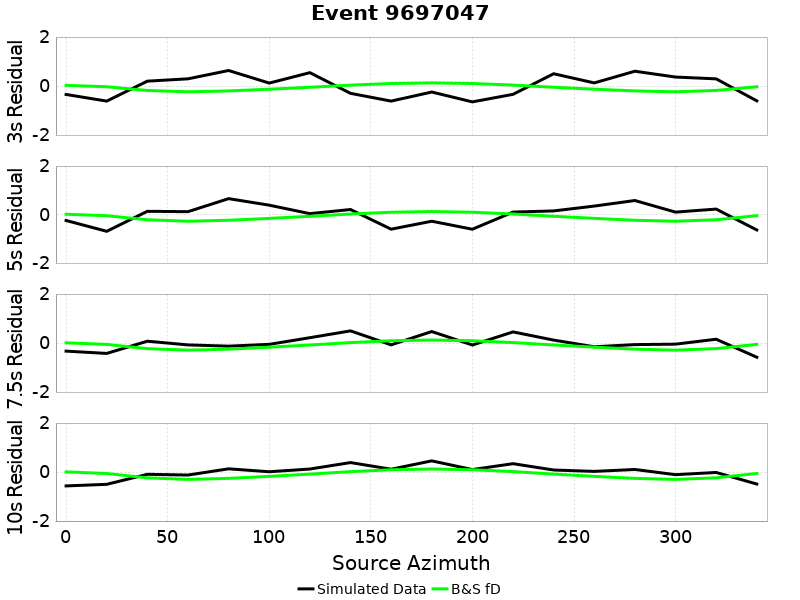 Event 9697047
3s Residual
2
0
-2
5s Residual
2
0
-2
7.5s Residual
2
0
-2
10s Residual
2
0
-2
0 50 100 150 200 250 300
Source Azimuth
Simulated Data B&S fD